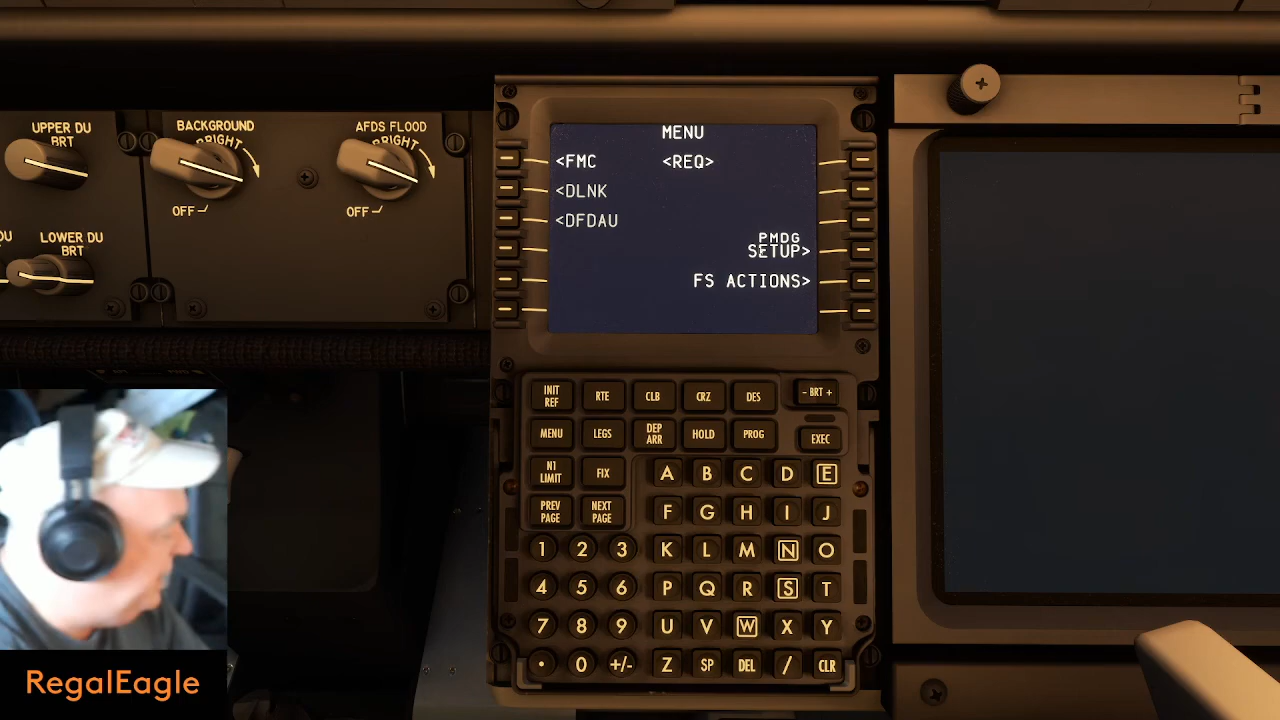 UPPER DU
BRT
BACKGROUND
BRIGHT
OFF
AFDS FLOOD
BRIGHT
OFF
DU
LOWER DU
BRT
MENU
<FMC <REQ>
<DLNK
<DFDAU
PMDG
SETUP>
FS ACTIONS>
INIT
REF
RTE
CLB
CRZ
DES
- BRT +
MENU
LEGS
DEP
ARR
HOLD
PROG
EXEC
N1
LIMIT
FIX
A B C D E
PREV
PAGE
NEXT
PAGE
F G H I J
1 2 3 K L M N O
4 5 6 P Q R S T
7 8 9 U V W X Y
. 0 +/- Z SP DEL / CLR
RegalEagle